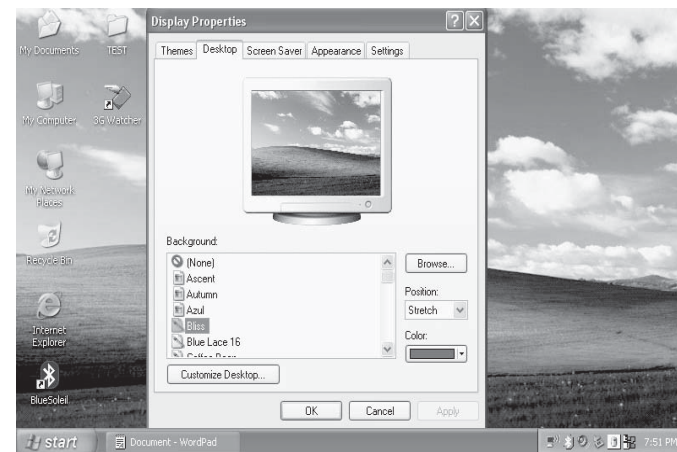 Display Properties
My Documents
TEST
My Computer
3G Watcher
My Network
Places
Recycle Bin
Internet
Explorer
BlueSoleil
Themes Desktop Screen Saver Appearance Settings
Background:
(None)
Ascent
Autumn
Azul
Bliss
Blue Lace 16
Coffee Bean
Browse...
Position:
Stretch
Color:
Customize Desktop...
OK Cancel Apply
start
Document - WordPad
7:51 PM